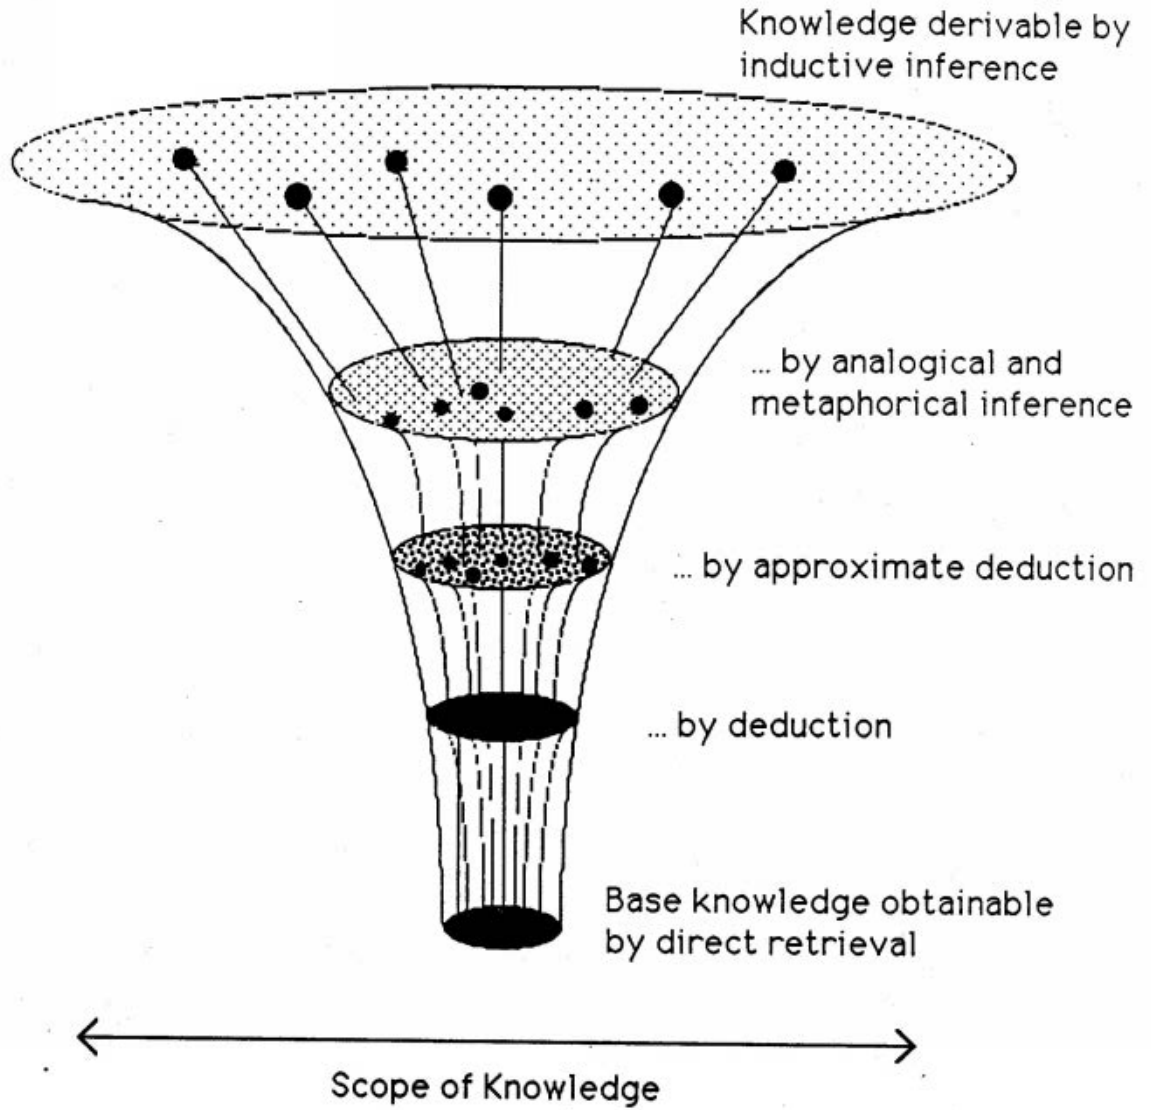 Knowledge derivable by
inductive inference
... by analogical and
metaphorical inference
... by approximate deduction
... by deduction
Base knowledge obtainable
by direct retrieval
Scope of Knowledge